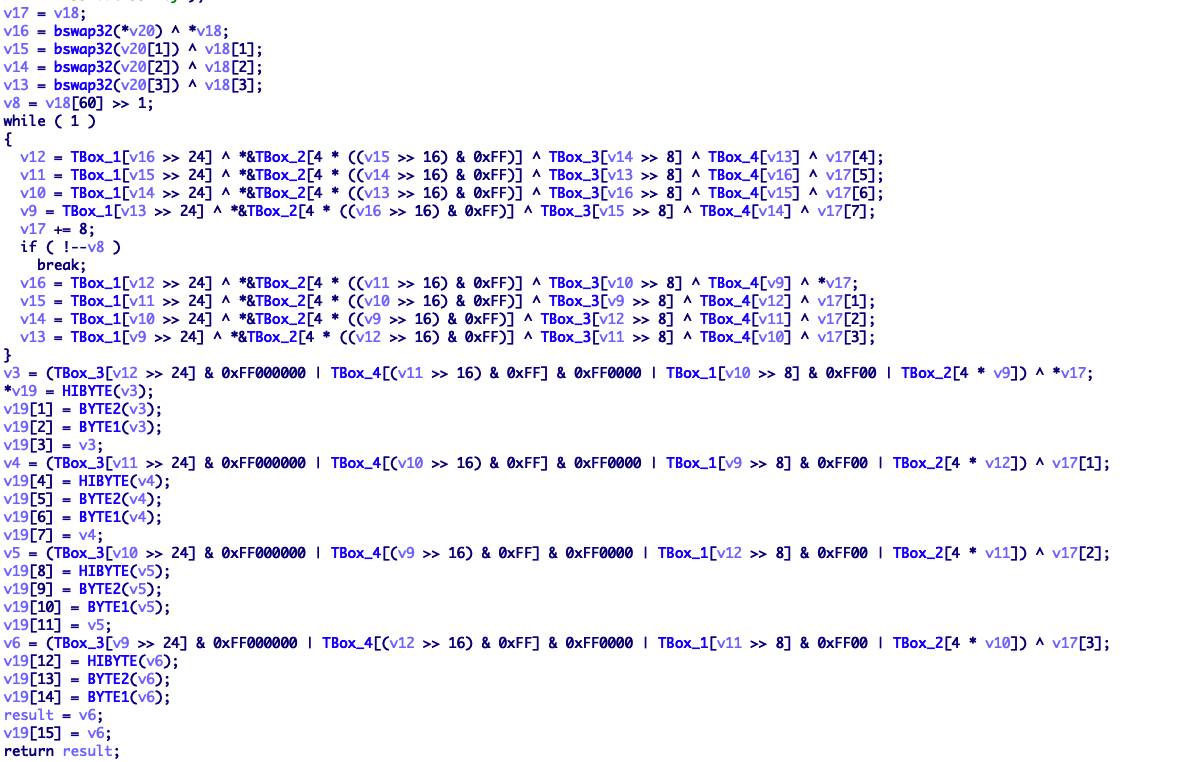 v17 = v18;
v16 = bswap32(*v20) ^ *v18;
v15 = bswap32(v20[1]) ^ v18[1];
v14 = bswap32(v20[2]) ^ v18[2];
v13 = bswap32(v20[3]) ^ v18[3];
v8 = v18[60] >> 1;
while ( 1 )
{
  v12 = TBox_1[v16 >> 24] ^ *&TBox_2[4 * ((v15 >> 16) & 0xFF)] ^ TBox_3[v14 >> 8] ^ TBox_4[v13] ^ v17[4];
  v11 = TBox_1[v15 >> 24] ^ *&TBox_2[4 * ((v14 >> 16) & 0xFF)] ^ TBox_3[v13 >> 8] ^ TBox_4[v16] ^ v17[5];
  v10 = TBox_1[v14 >> 24] ^ *&TBox_2[4 * ((v13 >> 16) & 0xFF)] ^ TBox_3[v16 >> 8] ^ TBox_4[v15] ^ v17[6];
  v9 = TBox_1[v13 >> 24] ^ *&TBox_2[4 * ((v16 >> 16) & 0xFF)] ^ TBox_3[v15 >> 8] ^ TBox_4[v14] ^ v17[7];
  v17 += 8;
  if ( !--v8 )
    break;
  v16 = TBox_1[v12 >> 24] ^ *&TBox_2[4 * ((v11 >> 16) & 0xFF)] ^ TBox_3[v10 >> 8] ^ TBox_4[v9] ^ *v17;
  v15 = TBox_1[v11 >> 24] ^ *&TBox_2[4 * ((v10 >> 16) & 0xFF)] ^ TBox_3[v9 >> 8] ^ TBox_4[v12] ^ v17[1];
  v14 = TBox_1[v10 >> 24] ^ *&TBox_2[4 * ((v9 >> 16) & 0xFF)] ^ TBox_3[v12 >> 8] ^ TBox_4[v11] ^ v17[2];
  v13 = TBox_1[v9 >> 24] ^ *&TBox_2[4 * ((v12 >> 16) & 0xFF)] ^ TBox_3[v11 >> 8] ^ TBox_4[v10] ^ v17[3];
}
v3 = (TBox_3[v12 >> 24] & 0xFF000000 | TBox_4[(v11 >> 16) & 0xFF] & 0xFF0000 | TBox_1[v10 >> 8] & 0xFF00 | TBox_2[4 * v9]) ^ *v17;
*v19 = HIBYTE(v3);
v19[1] = BYTE2(v3);
v19[2] = BYTE1(v3);
v19[3] = v3;
v4 = (TBox_3[v11 >> 24] & 0xFF000000 | TBox_4[(v10 >> 16) & 0xFF] & 0xFF0000 | TBox_1[v9 >> 8] & 0xFF00 | TBox_2[4 * v12]) ^ v17[1];
v19[4] = HIBYTE(v4);
v19[5] = BYTE2(v4);
v19[6] = BYTE1(v4);
v19[7] = v4;
v5 = (TBox_3[v10 >> 24] & 0xFF000000 | TBox_4[(v9 >> 16) & 0xFF] & 0xFF0000 | TBox_1[v12 >> 8] & 0xFF00 | TBox_2[4 * v11]) ^ v17[2];
v19[8] = HIBYTE(v5);
v19[9] = BYTE2(v5);
v19[10] = BYTE1(v5);
v19[11] = v5;
v6 = (TBox_3[v9 >> 24] & 0xFF000000 | TBox_4[(v12 >> 16) & 0xFF] & 0xFF0000 | TBox_1[v11 >> 8] & 0xFF00 | TBox_2[4 * v10]) ^ v17[3];
v19[12] = HIBYTE(v6);
v19[13] = BYTE2(v6);
v19[14] = BYTE1(v6);
result = v6;
v19[15] = v6;
return result;